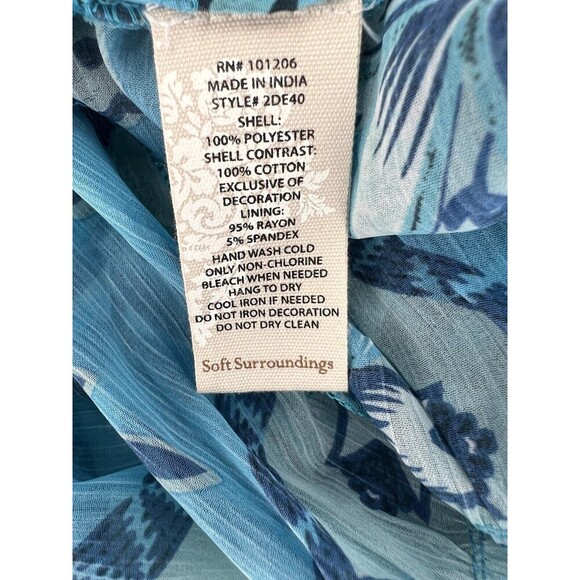 RN# 101206
MADE IN INDIA
STYLE# 2DE40
SHELL:
100% POLYESTER
SHELL CONTRAST:
100% COTTON
EXCLUSIVE OF
DECORATION
LINING:
95% RAYON
5% SPANDEX
HAND WASH COLD
ONLY NON-CHLORINE
BLEACH WHEN NEEDED
HANG TO DRY
COOL IRON IF NEEDED
DO NOT IRON DECORATION
DO NOT DRY CLEAN
Soft Surroundings